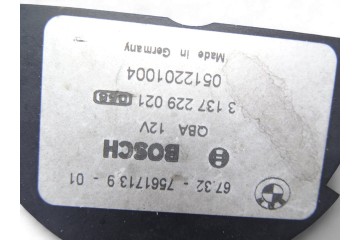 67.32 - 7561713 9 - 01
BOSCH
QBA 12V
3 137 229 021
0512201004
Made in Germany